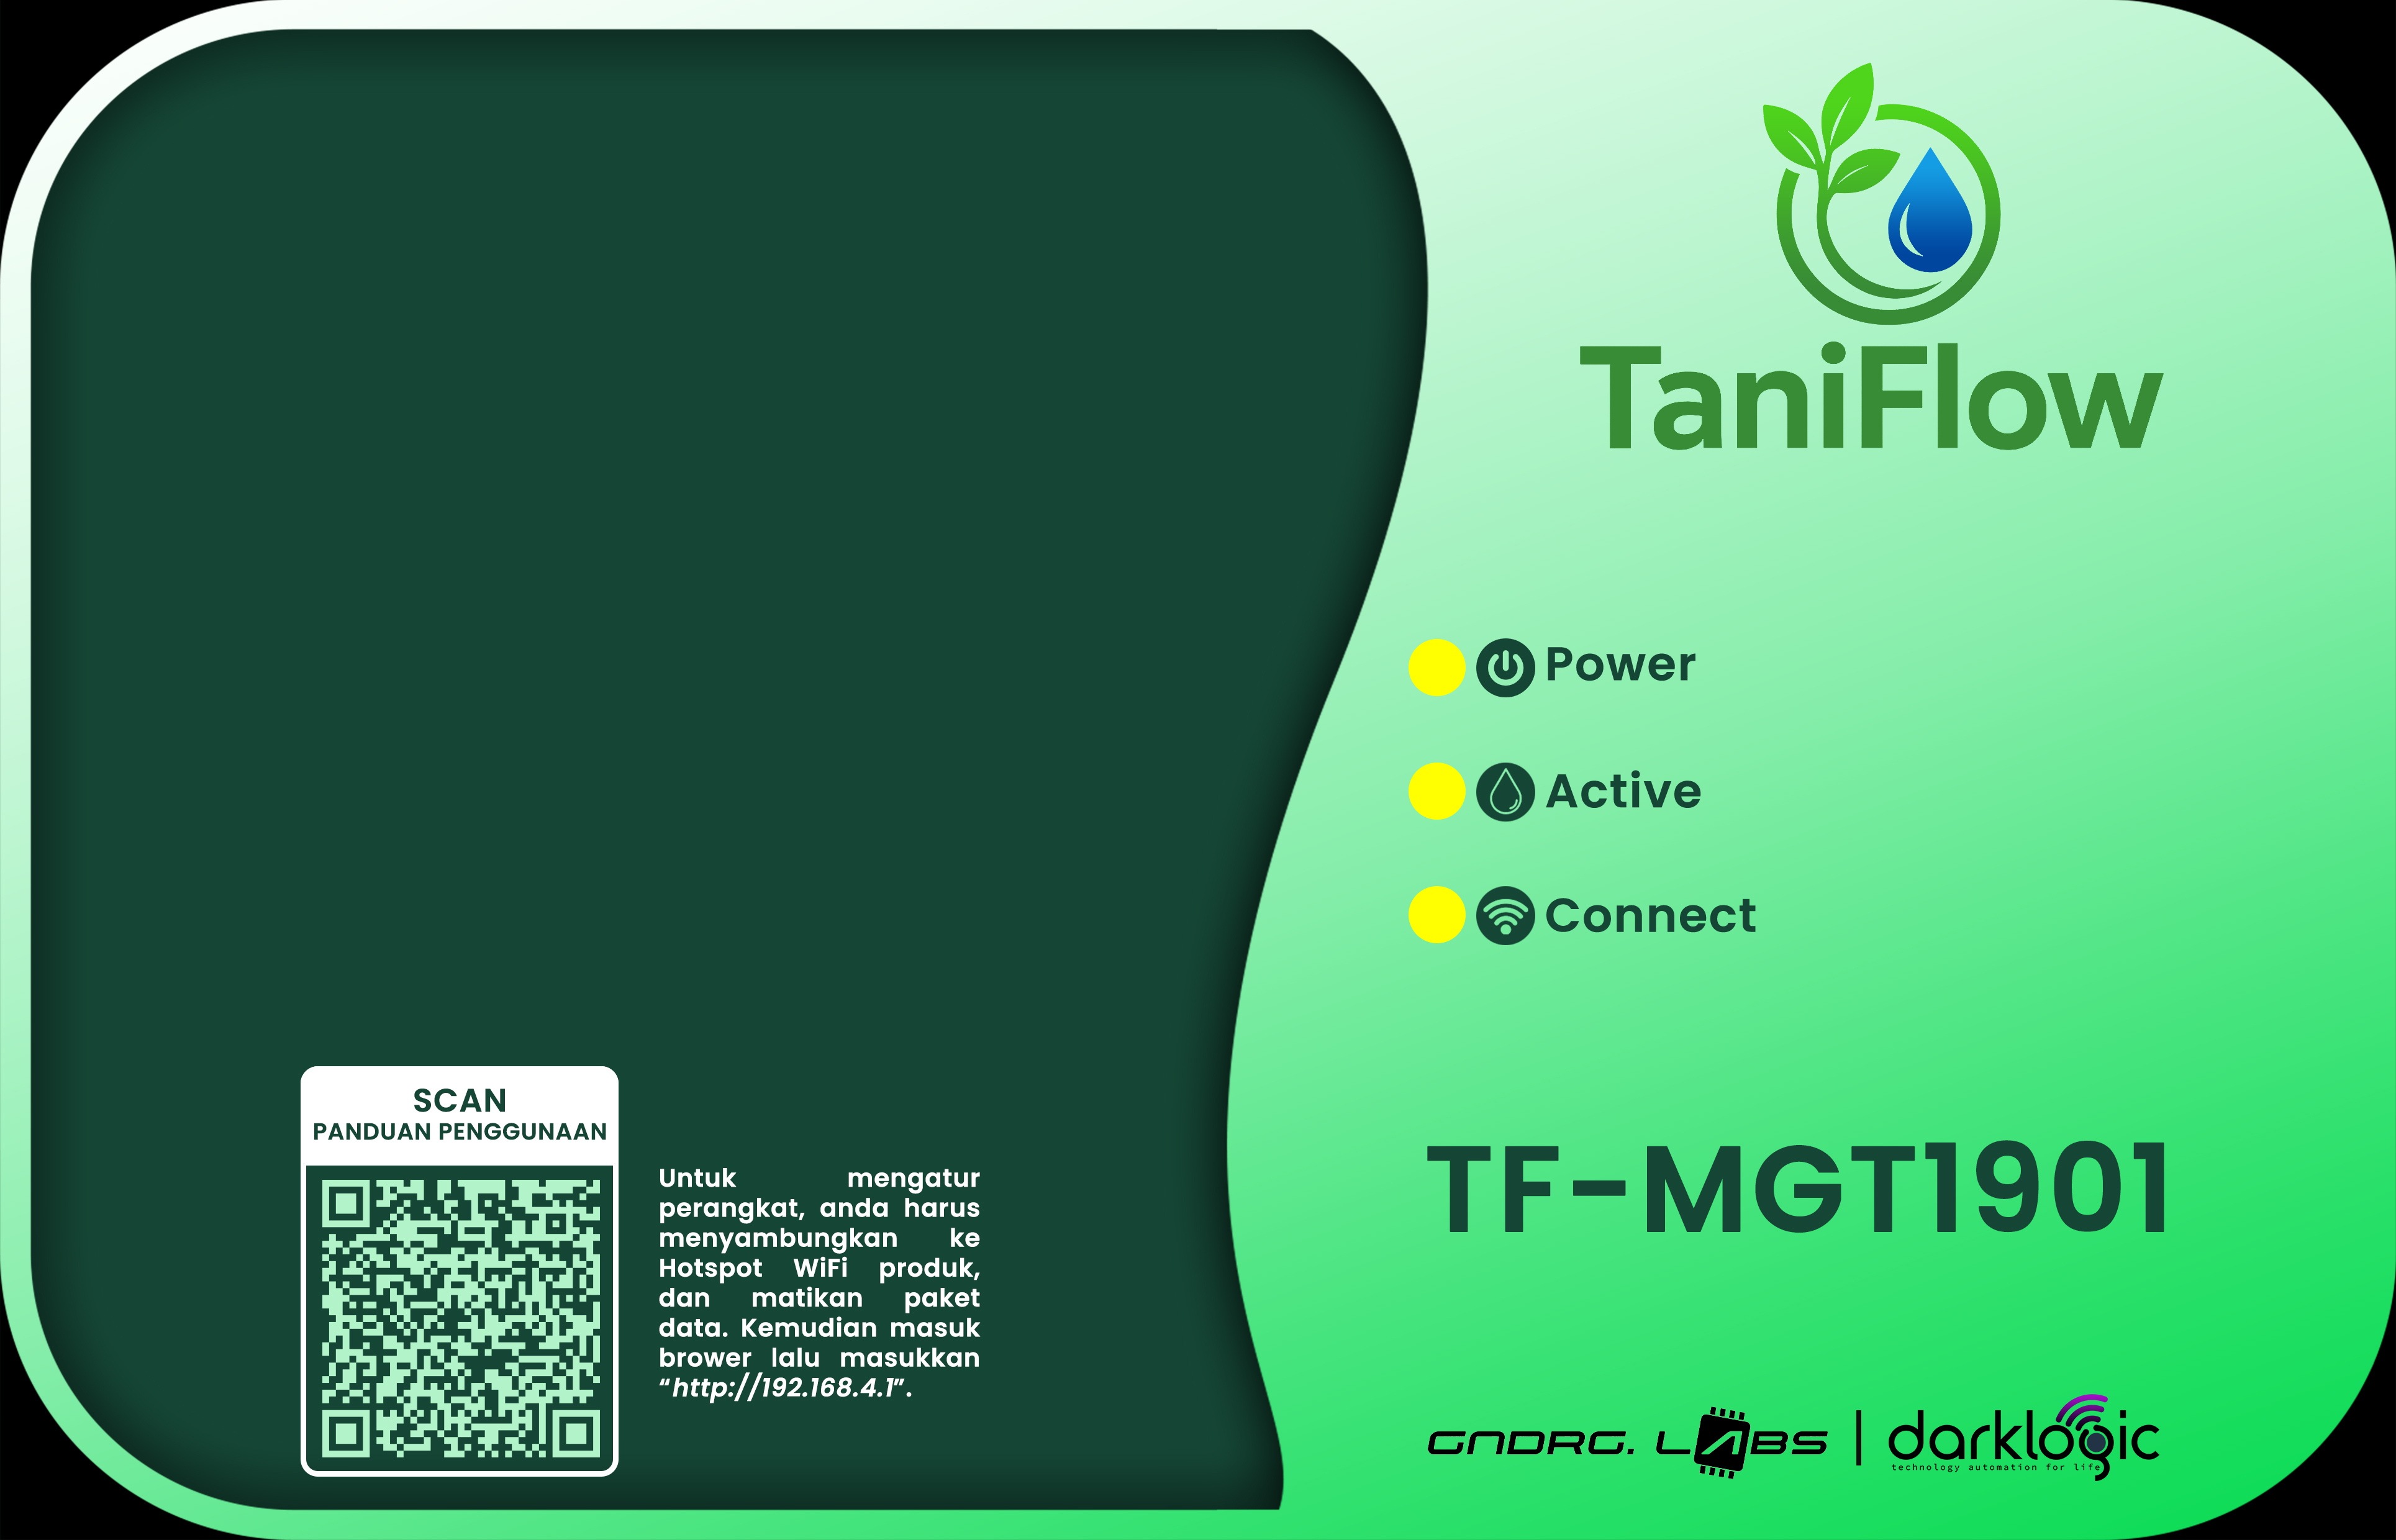 TaniFlow
Power
Active
Connect
SCAN
PANDUAN PENGGUNAAN
Untuk mengatur
perangkat, anda harus
menyambungkan ke
Hotspot WiFi produk,
dan matikan paket
data. Kemudian masuk
brower lalu masukkan
“http://192.168.4.1”.
TF-MGT1901
GNDRG. LABS | darklogic
technology automation for life